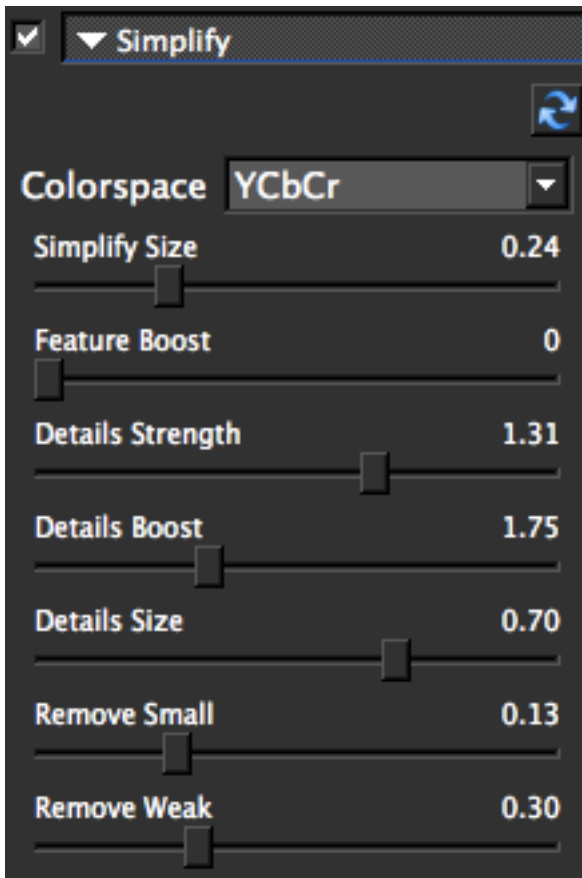 Simplify
Colorspace YCbCr
Simplify Size 0.24
Feature Boost 0
Details Strength 1.31
Details Boost 1.75
Details Size 0.70
Remove Small 0.13
Remove Weak 0.30